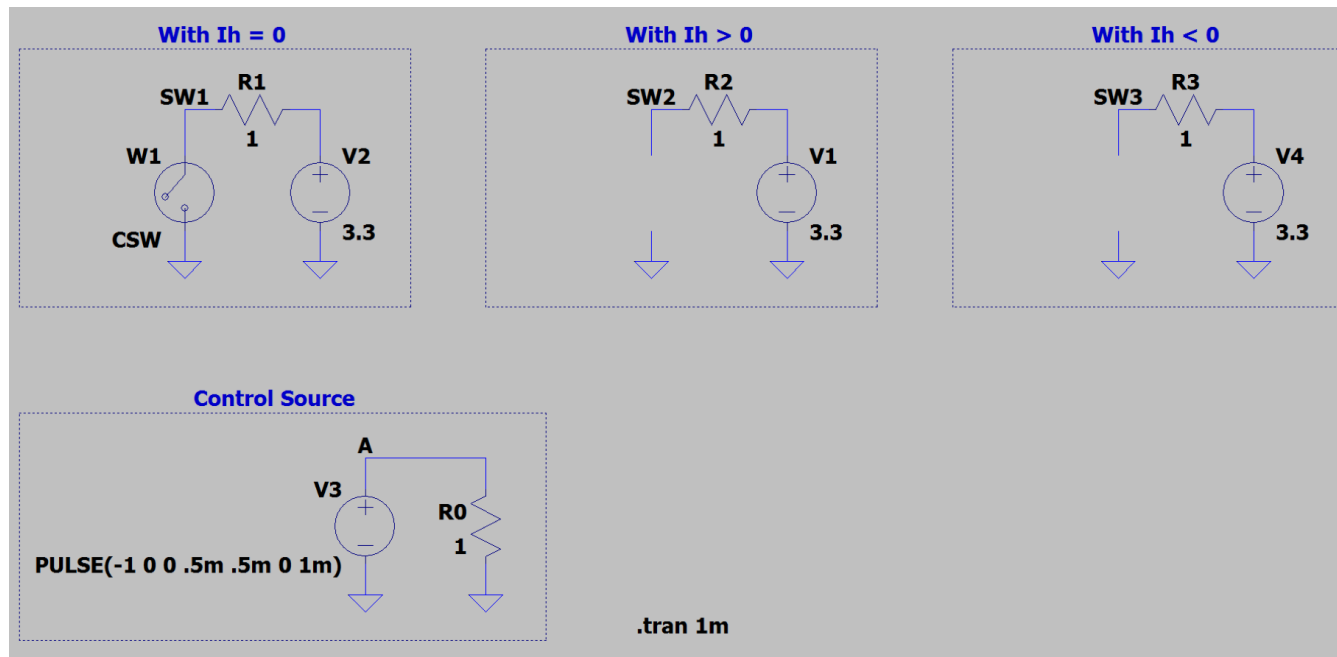 With Ih = 0
With Ih > 0
With Ih < 0
R1
SW1
1
W1
V2
CSW
3.3
R2
SW2
1
V1
3.3
R3
SW3
1
V4
3.3
Control Source
A
V3
R0
1
PULSE(-1 0 0 .5m .5m 0 1m)
.tran 1m